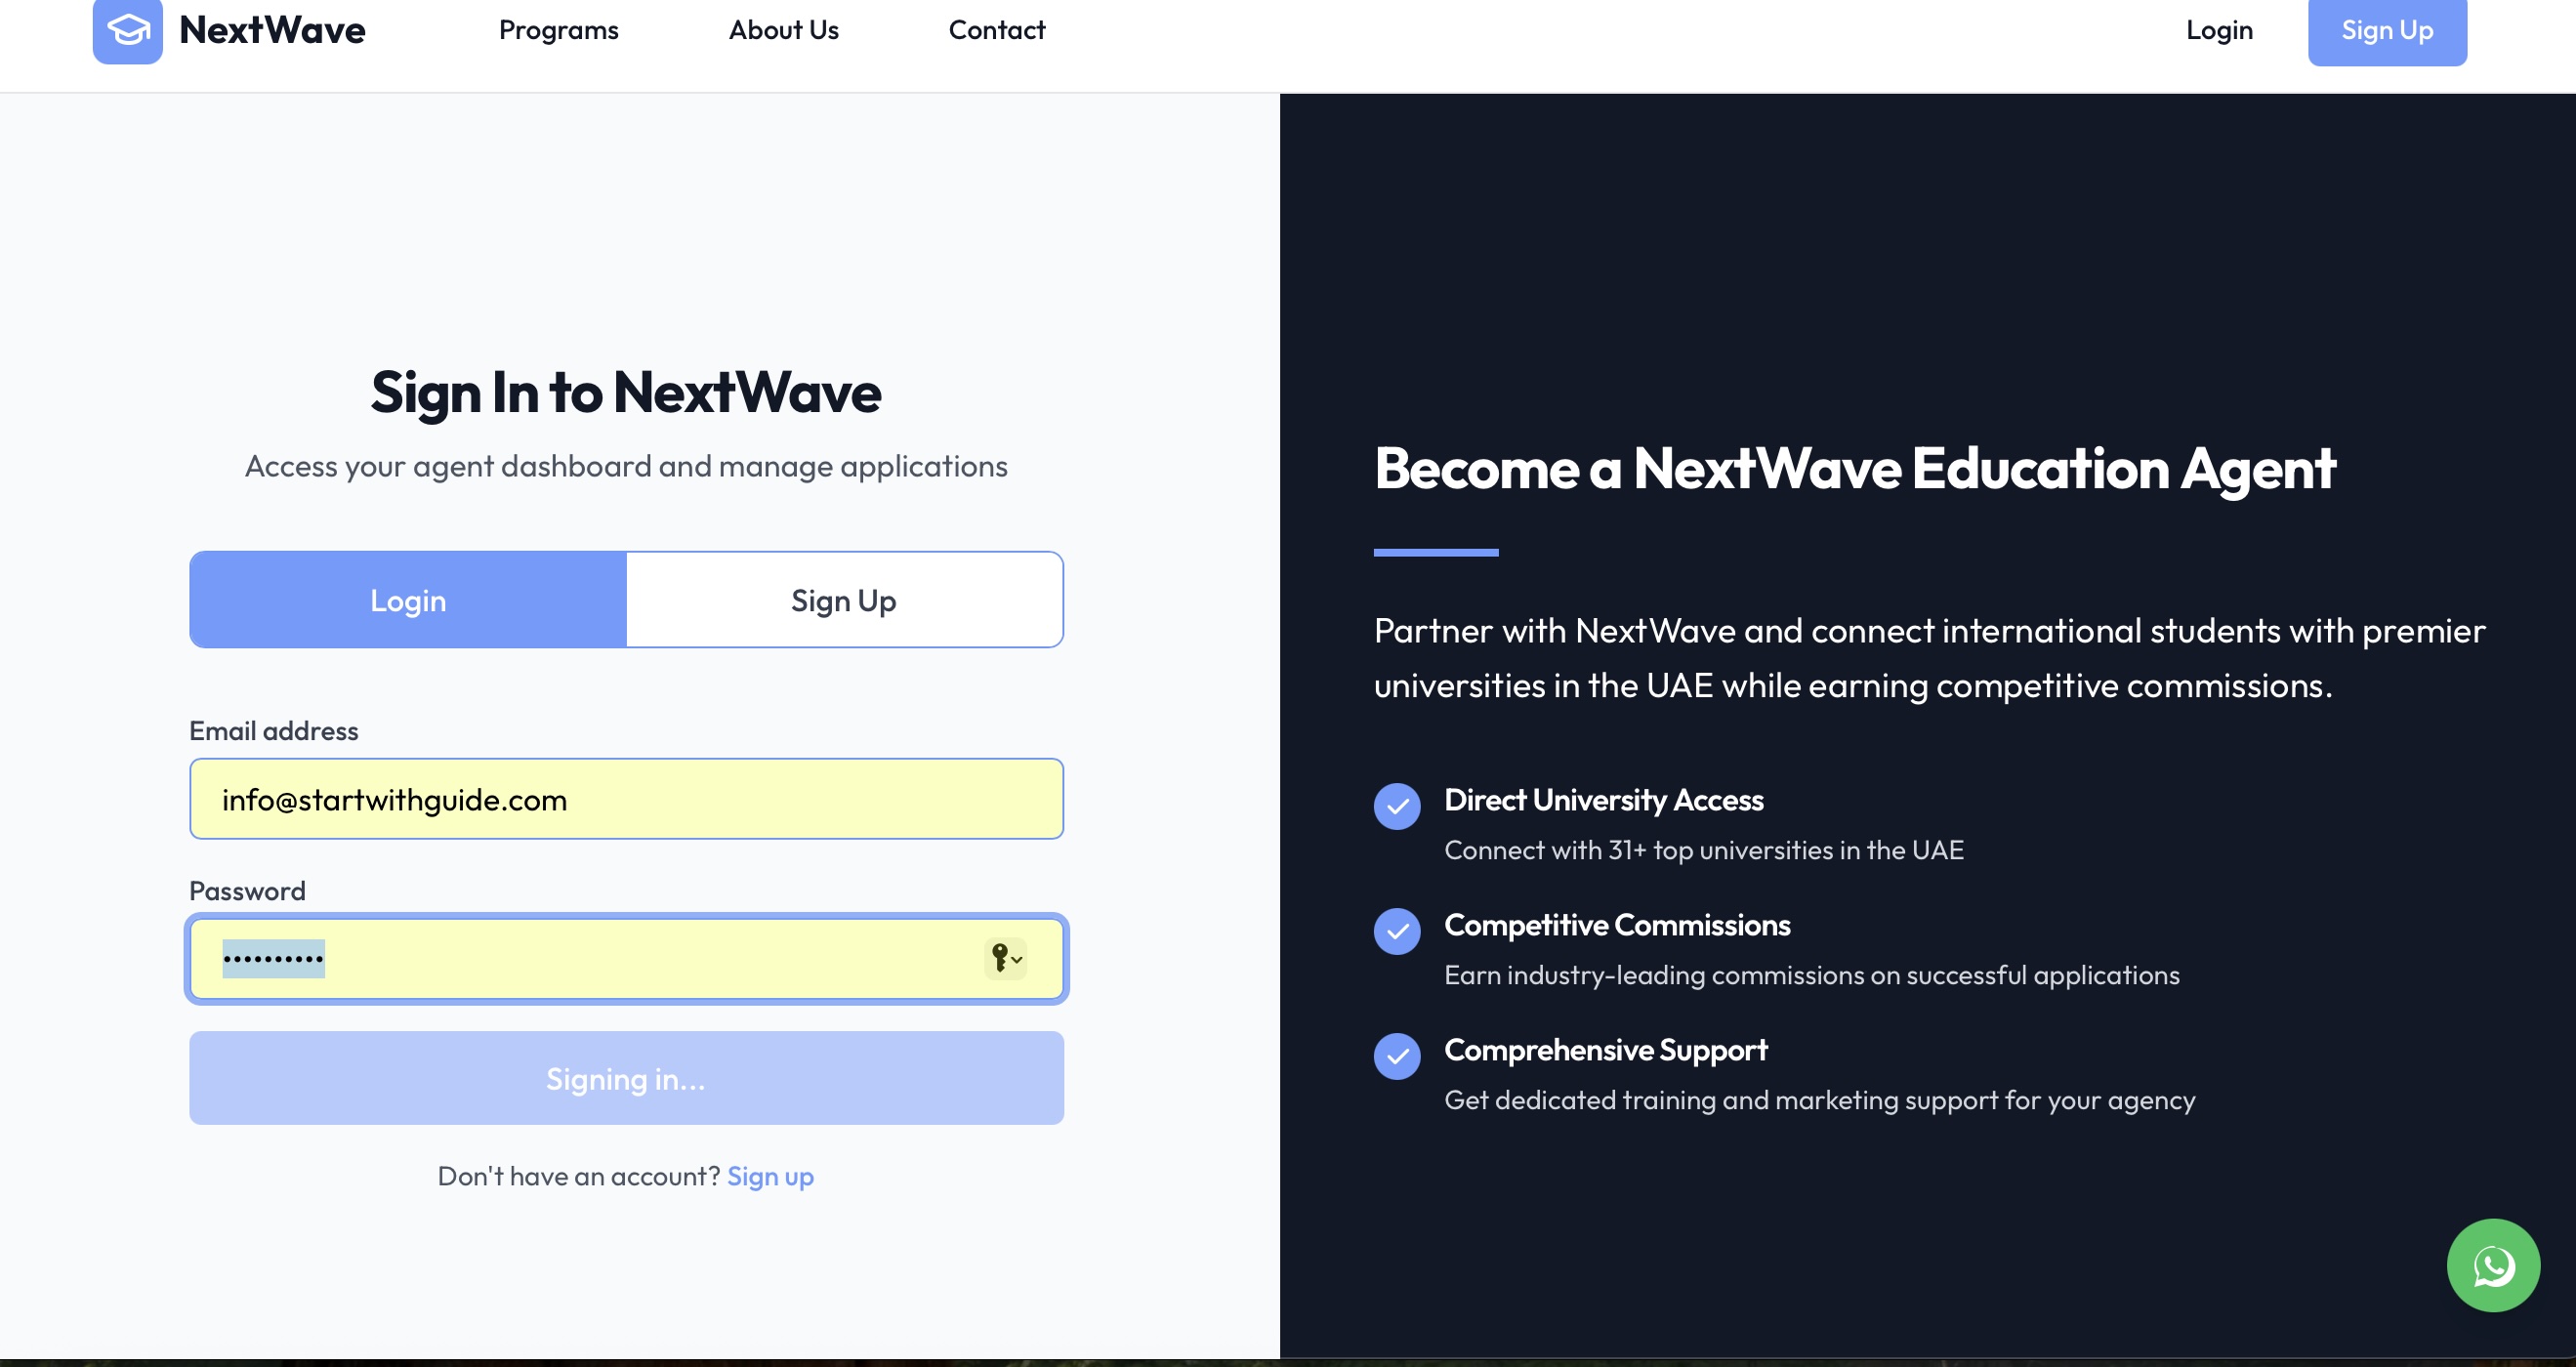 NextWave
Programs
About Us
Contact
Login
Sign Up
Sign In to NextWave
Access your agent dashboard and manage applications
Login
Sign Up
Email address
info@startwithguide.com
Password
••••••••••
Signing in...
Don't have an account? Sign up
Become a NextWave Education Agent
Partner with NextWave and connect international students with premier
universities in the UAE while earning competitive commissions.
Direct University Access
Connect with 31+ top universities in the UAE
Competitive Commissions
Earn industry-leading commissions on successful applications
Comprehensive Support
Get dedicated training and marketing support for your agency